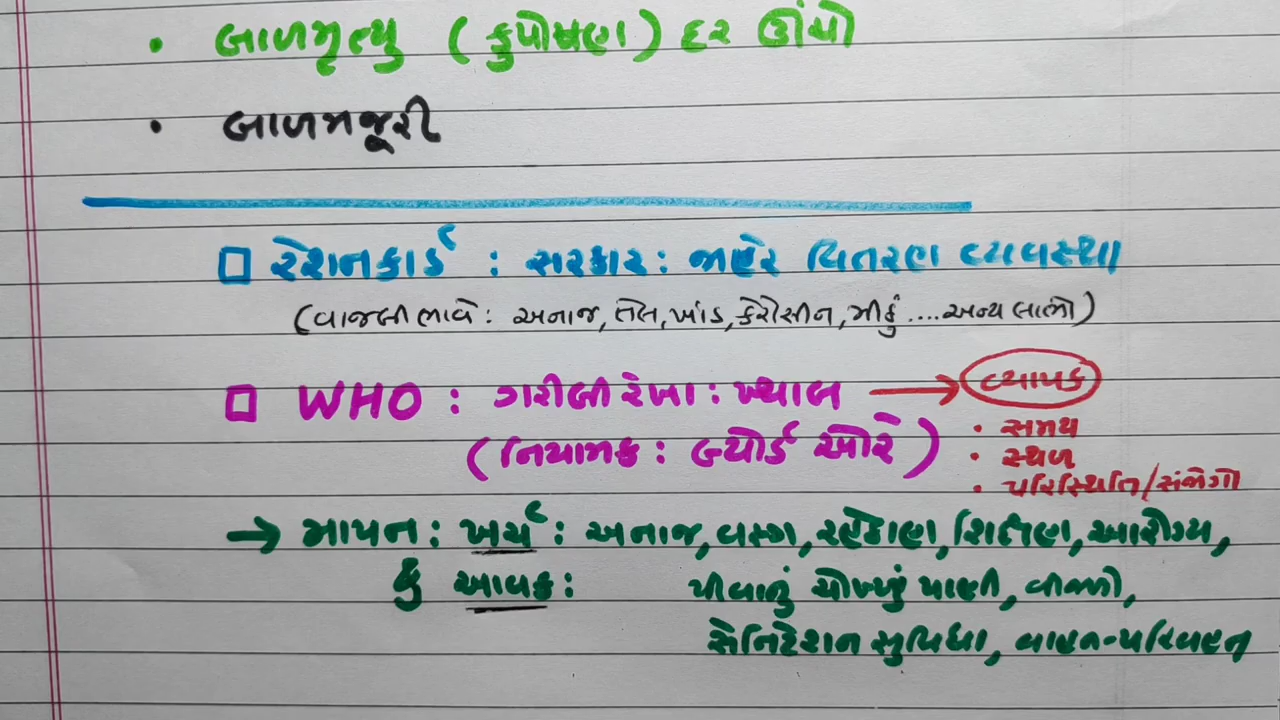 • બાળમૃત્યુ (કુપોષણ) દર ઊંચો
• બાળમજૂરી
□ રેશનકાર્ડ : સરકાર : જાહેર વિતરણ વ્યવસ્થા
(વાજબી ભાવે : અનાજ, તેલ, ખાંડ, કેરોસીન, મીઠું .... અન્ય લાભો)
□ WHO : ગરીબી રેખા : ખ્યાલ → વ્યાપક
(નિયામક : બ્યોર્ડ ઓરે)
• સમય
• સ્થળ
• પરિસ્થિતિ/સંજોગો
→ માપન : ખર્ચ : અનાજ, વસ્ત્ર, રહેઠાણ, શિક્ષણ, આરોગ્ય,
કે આવક : પીવાનું ચોખ્ખું પાણી, વીજળી,
સેનિટેશન સુવિધા, વાહન-પરિવહન